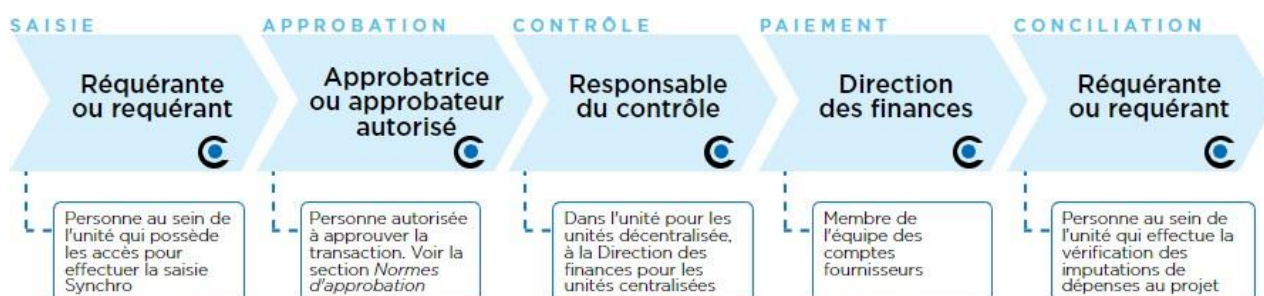 SAISIE
Réquérante
ou requérant
Personne au sein de
l'unité qui possède
les accès pour
effectuer la saisie
Synchro
APPROBATION
Approbatrice
ou approbateur
autorisé
Personne autorisée
à approuver la
transaction. Voir la
section Normes
d'approbation
CONTRÔLE
Responsable
du contrôle
Dans l'unité pour les
unités décentralisée,
à la Direction des
finances pour les
unités centralisées
PAIEMENT
Direction
des finances
Membre de
l'équipe des
comptes
fournisseurs
CONCILIATION
Réquérante
ou requérant
Personne au sein de
l'unité qui effectue la
vérification des
imputations de
dépenses au projet